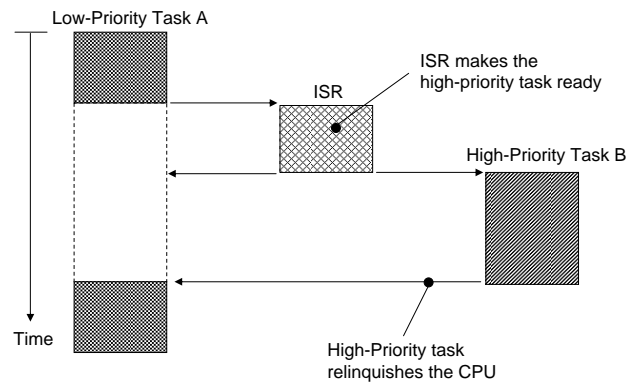 Low-Priority Task A
ISR makes the
high-priority task ready
ISR
High-Priority Task B
Time
High-Priority task
relinquishes the CPU